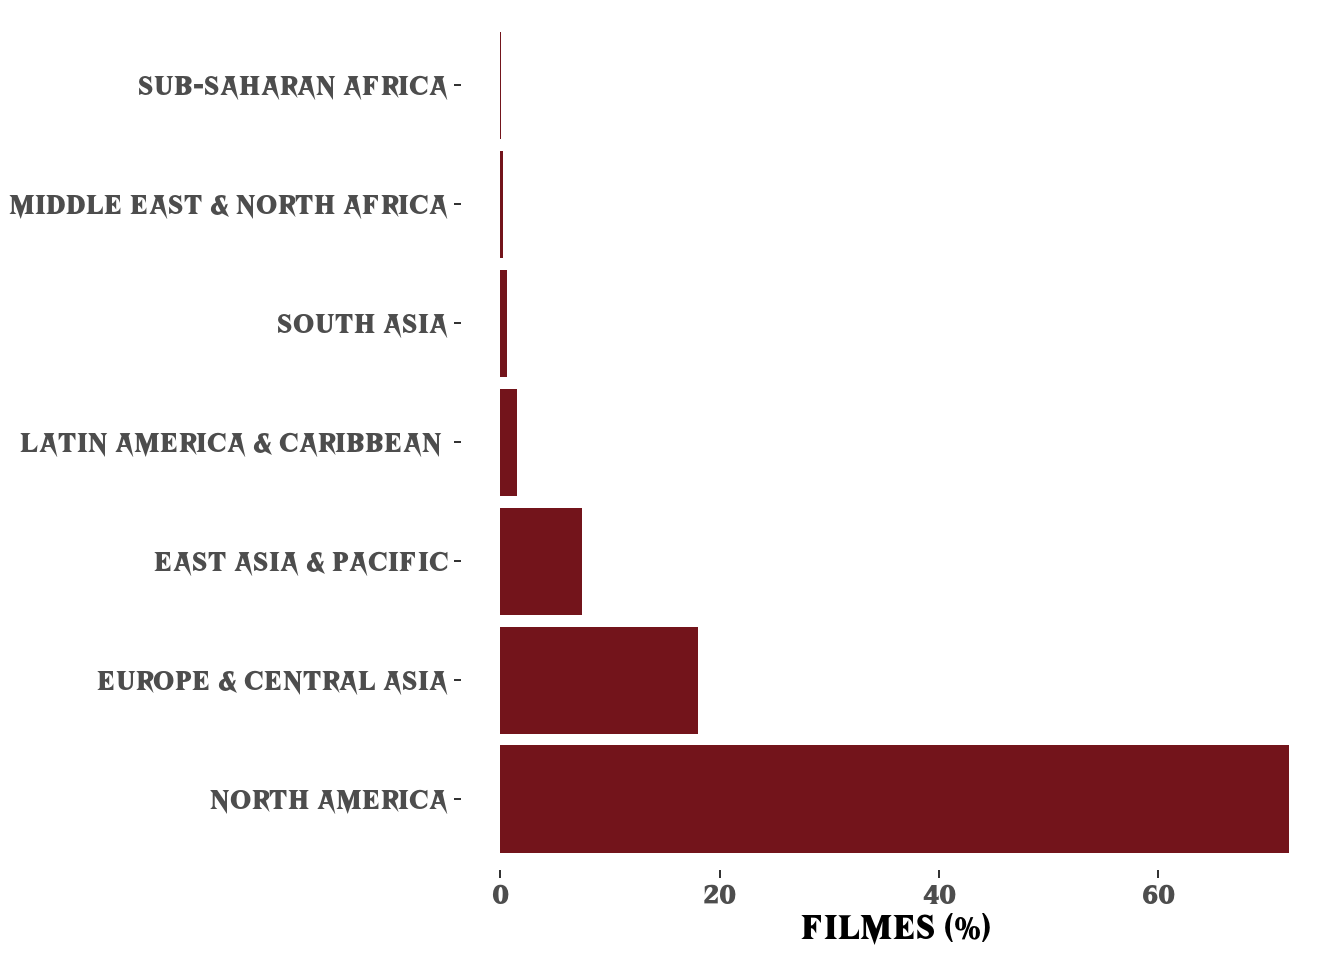 SUB-SAHARAN AFRICA
MIDDLE EAST & NORTH AFRICA
SOUTH ASIA
LATIN AMERICA & CARIBBEAN
EAST ASIA & PACIFIC
EUROPE & CENTRAL ASIA
NORTH AMERICA
0 20 40 60
FILMES (%)